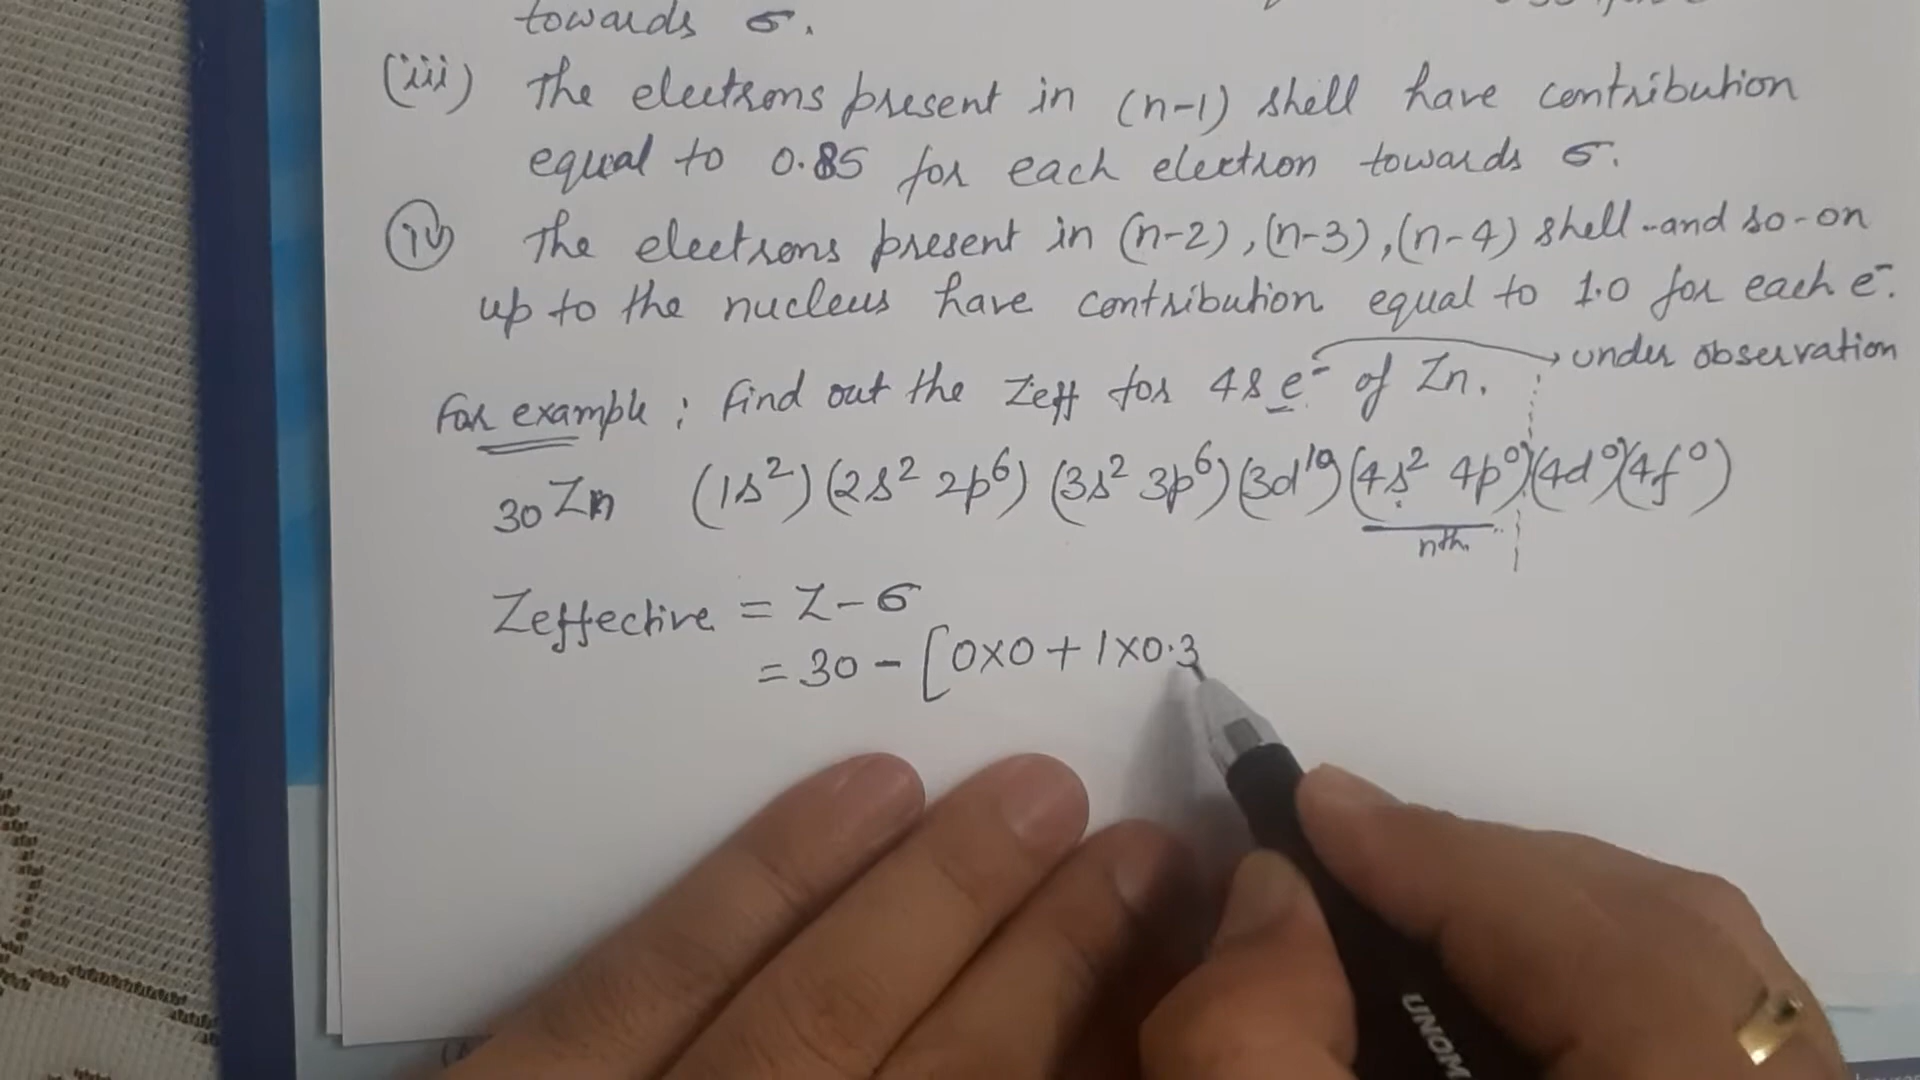 towards σ.
(iii) The electrons present in (n-1) shell have contribution
equal to 0.85 for each electron towards σ.
(iv) The electrons present in (n-2), (n-3), (n-4) shell -and so-on
up to the nucleus have contribution equal to 1.0 for each e⁻.
→ under observation
For example : Find out the Zeff for 4s e⁻ of Zn.
₃₀Zn (1s²)(2s² 2p⁶) (3s² 3p⁶)(3d¹⁰)(4s² 4p⁰)(4d⁰)(4f⁰)
nth
Zeffective = Z-σ
= 30 - [0×0 + 1×0.3
UNOM